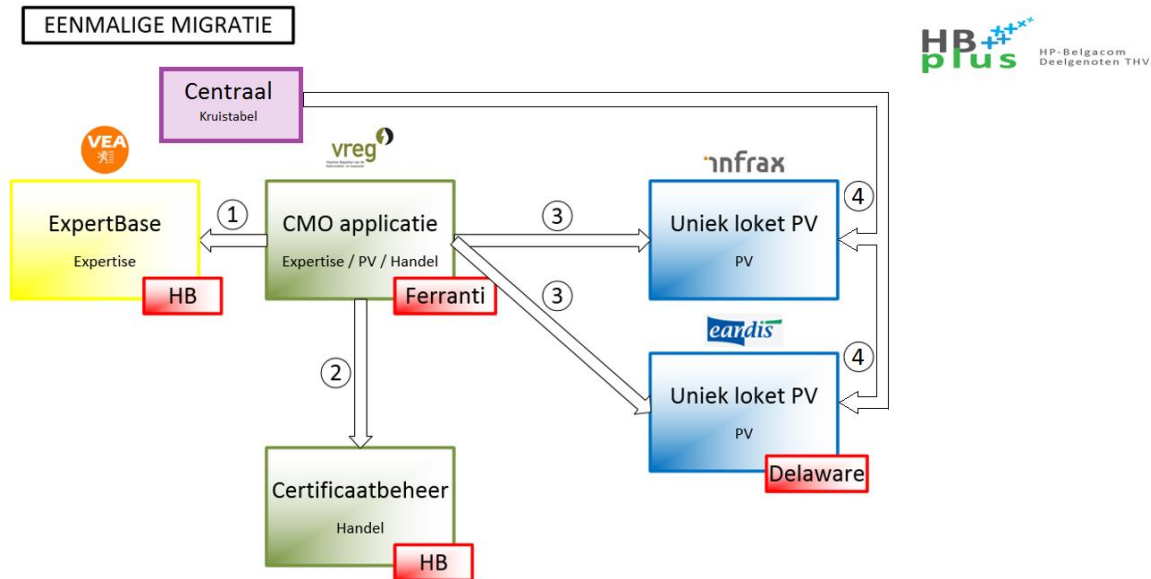 EENMALIGE MIGRATIE
HB
plus
HP-Belgacom
Deelgenoten THV
Centraal
Kruistabel
VEA
vreg
infrax
ExpertBase
Expertise
HB
1
CMO applicatie
Expertise / PV / Handel
Ferranti
3
Uniek loket PV
PV
4
3
eandis
2
Uniek loket PV
PV
Delaware
4
Certificaatbeheer
Handel
HB